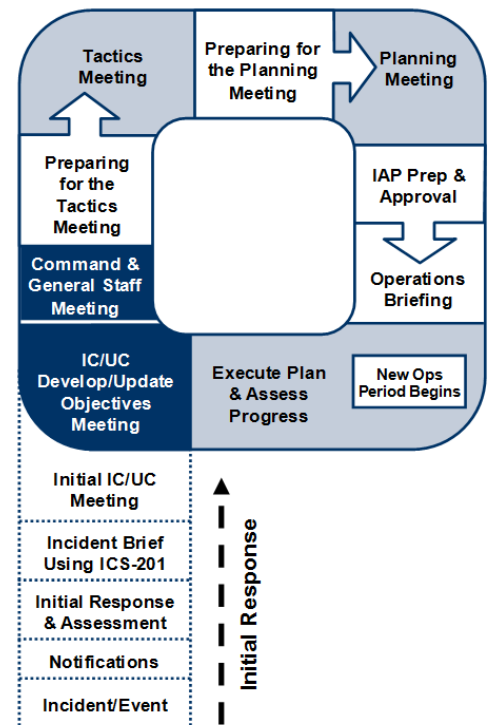 Tactics
Meeting
Preparing for
the Planning
Meeting
Planning
Meeting
Preparing
for the
Tactics
Meeting
IAP Prep &
Approval
Command &
General Staff
Meeting
Operations
Briefing
IC/UC
Develop/Update
Objectives
Meeting
Execute Plan
& Assess
Progress
New Ops
Period Begins
Initial IC/UC
Meeting
Incident Brief
Using ICS-201
Initial Response
& Assessment
Notifications
Incident/Event
Initial Response